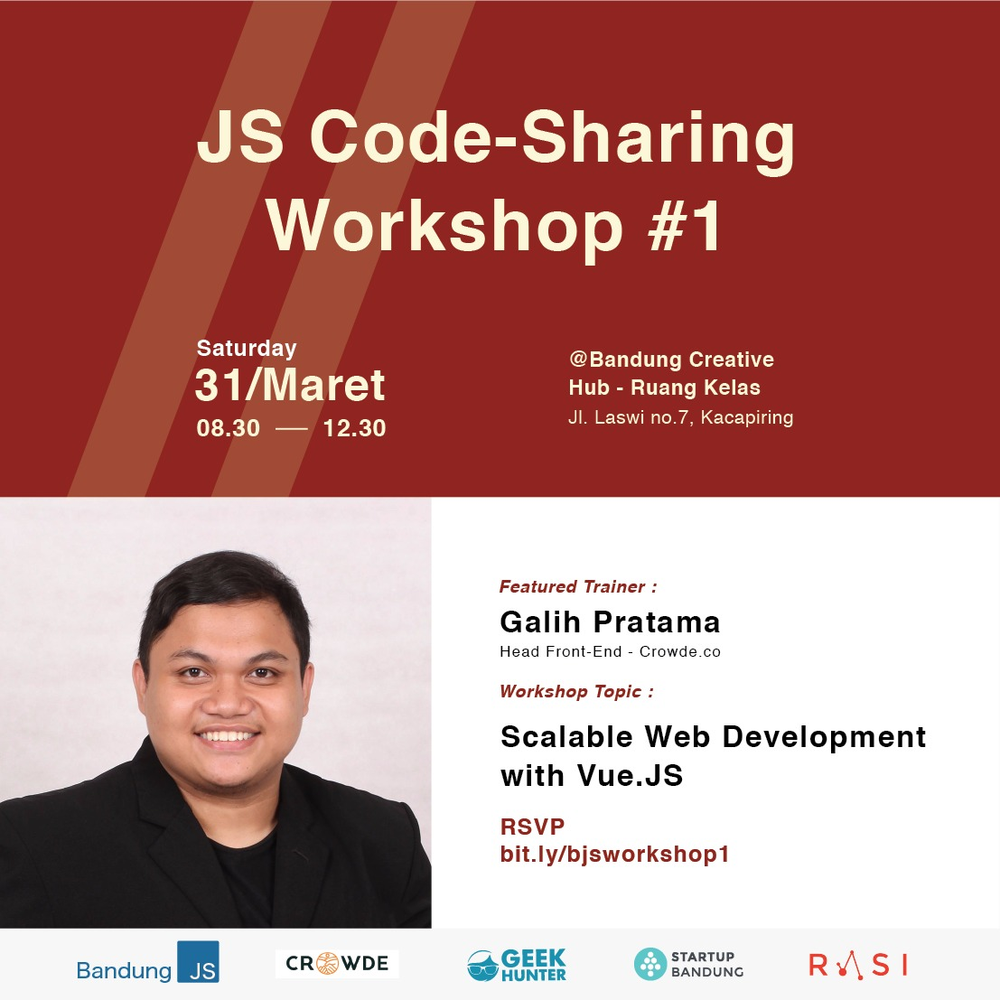 JS Code-Sharing
Workshop #1
Saturday
31/Maret
08.30 — 12.30
@Bandung Creative
Hub - Ruang Kelas
Jl. Laswi no.7, Kacapiring
Featured Trainer :
Galih Pratama
Head Front-End - Crowde.co
Workshop Topic :
Scalable Web Development
with Vue.JS
RSVP
bit.ly/bjsworkshop1
Bandung JS
CROWDE
GEEK
HUNTER
STARTUP
BANDUNG
RASI